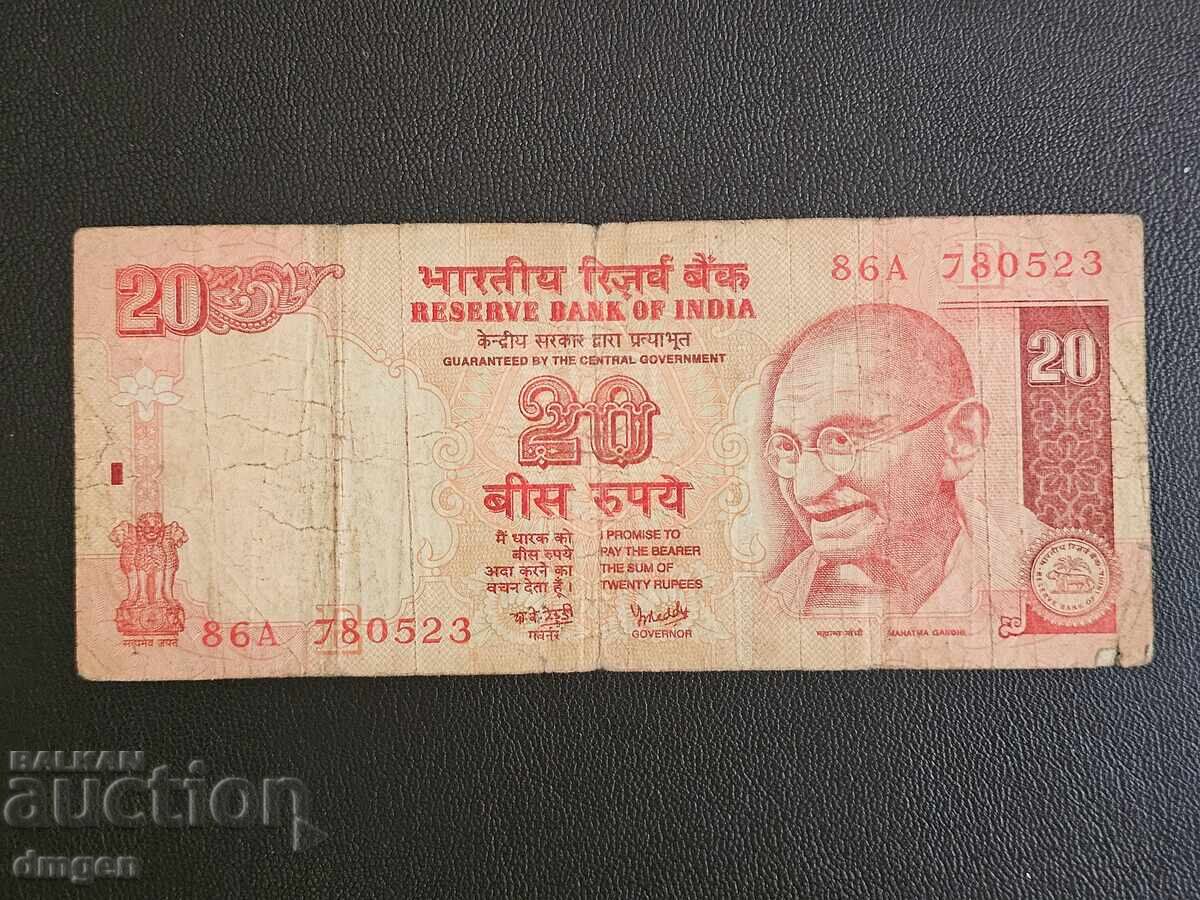 20
भारतीय रिज़र्व बैंक
RESERVE BANK OF INDIA
केन्द्रीय सरकार द्वारा प्रत्याभूत
GUARANTEED BY THE CENTRAL GOVERNMENT
86A 780523
20
20
बीस रुपये
मैं धारक को
बीस रुपये
अदा करने का
वचन देता हूँ।
I PROMISE TO
PAY THE BEARER
THE SUM OF
TWENTY RUPEES
गवर्नर
GOVERNOR
सत्यमेव जयते
86A 780523
महात्मा गांधी
MAHATMA GANDHI
भारतीय रिज़र्व बैंक
RESERVE BANK OF INDIA
BALKAN
auction
dmgen